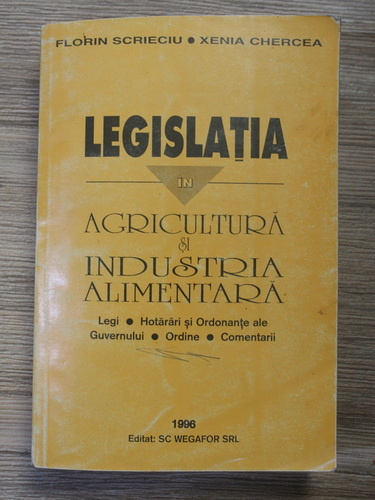 FLORIN SCRIECIU ● XENIA CHERCEA
LEGISLAȚIA
IN
AGRICULTURĂ
și
INDUSTRIA
ALIMENTARĂ
Legi ● Hotărâri și Ordonanțe ale
Guvernului ● Ordine ● Comentarii
1996
Editat: SC WEGAFOR SRL